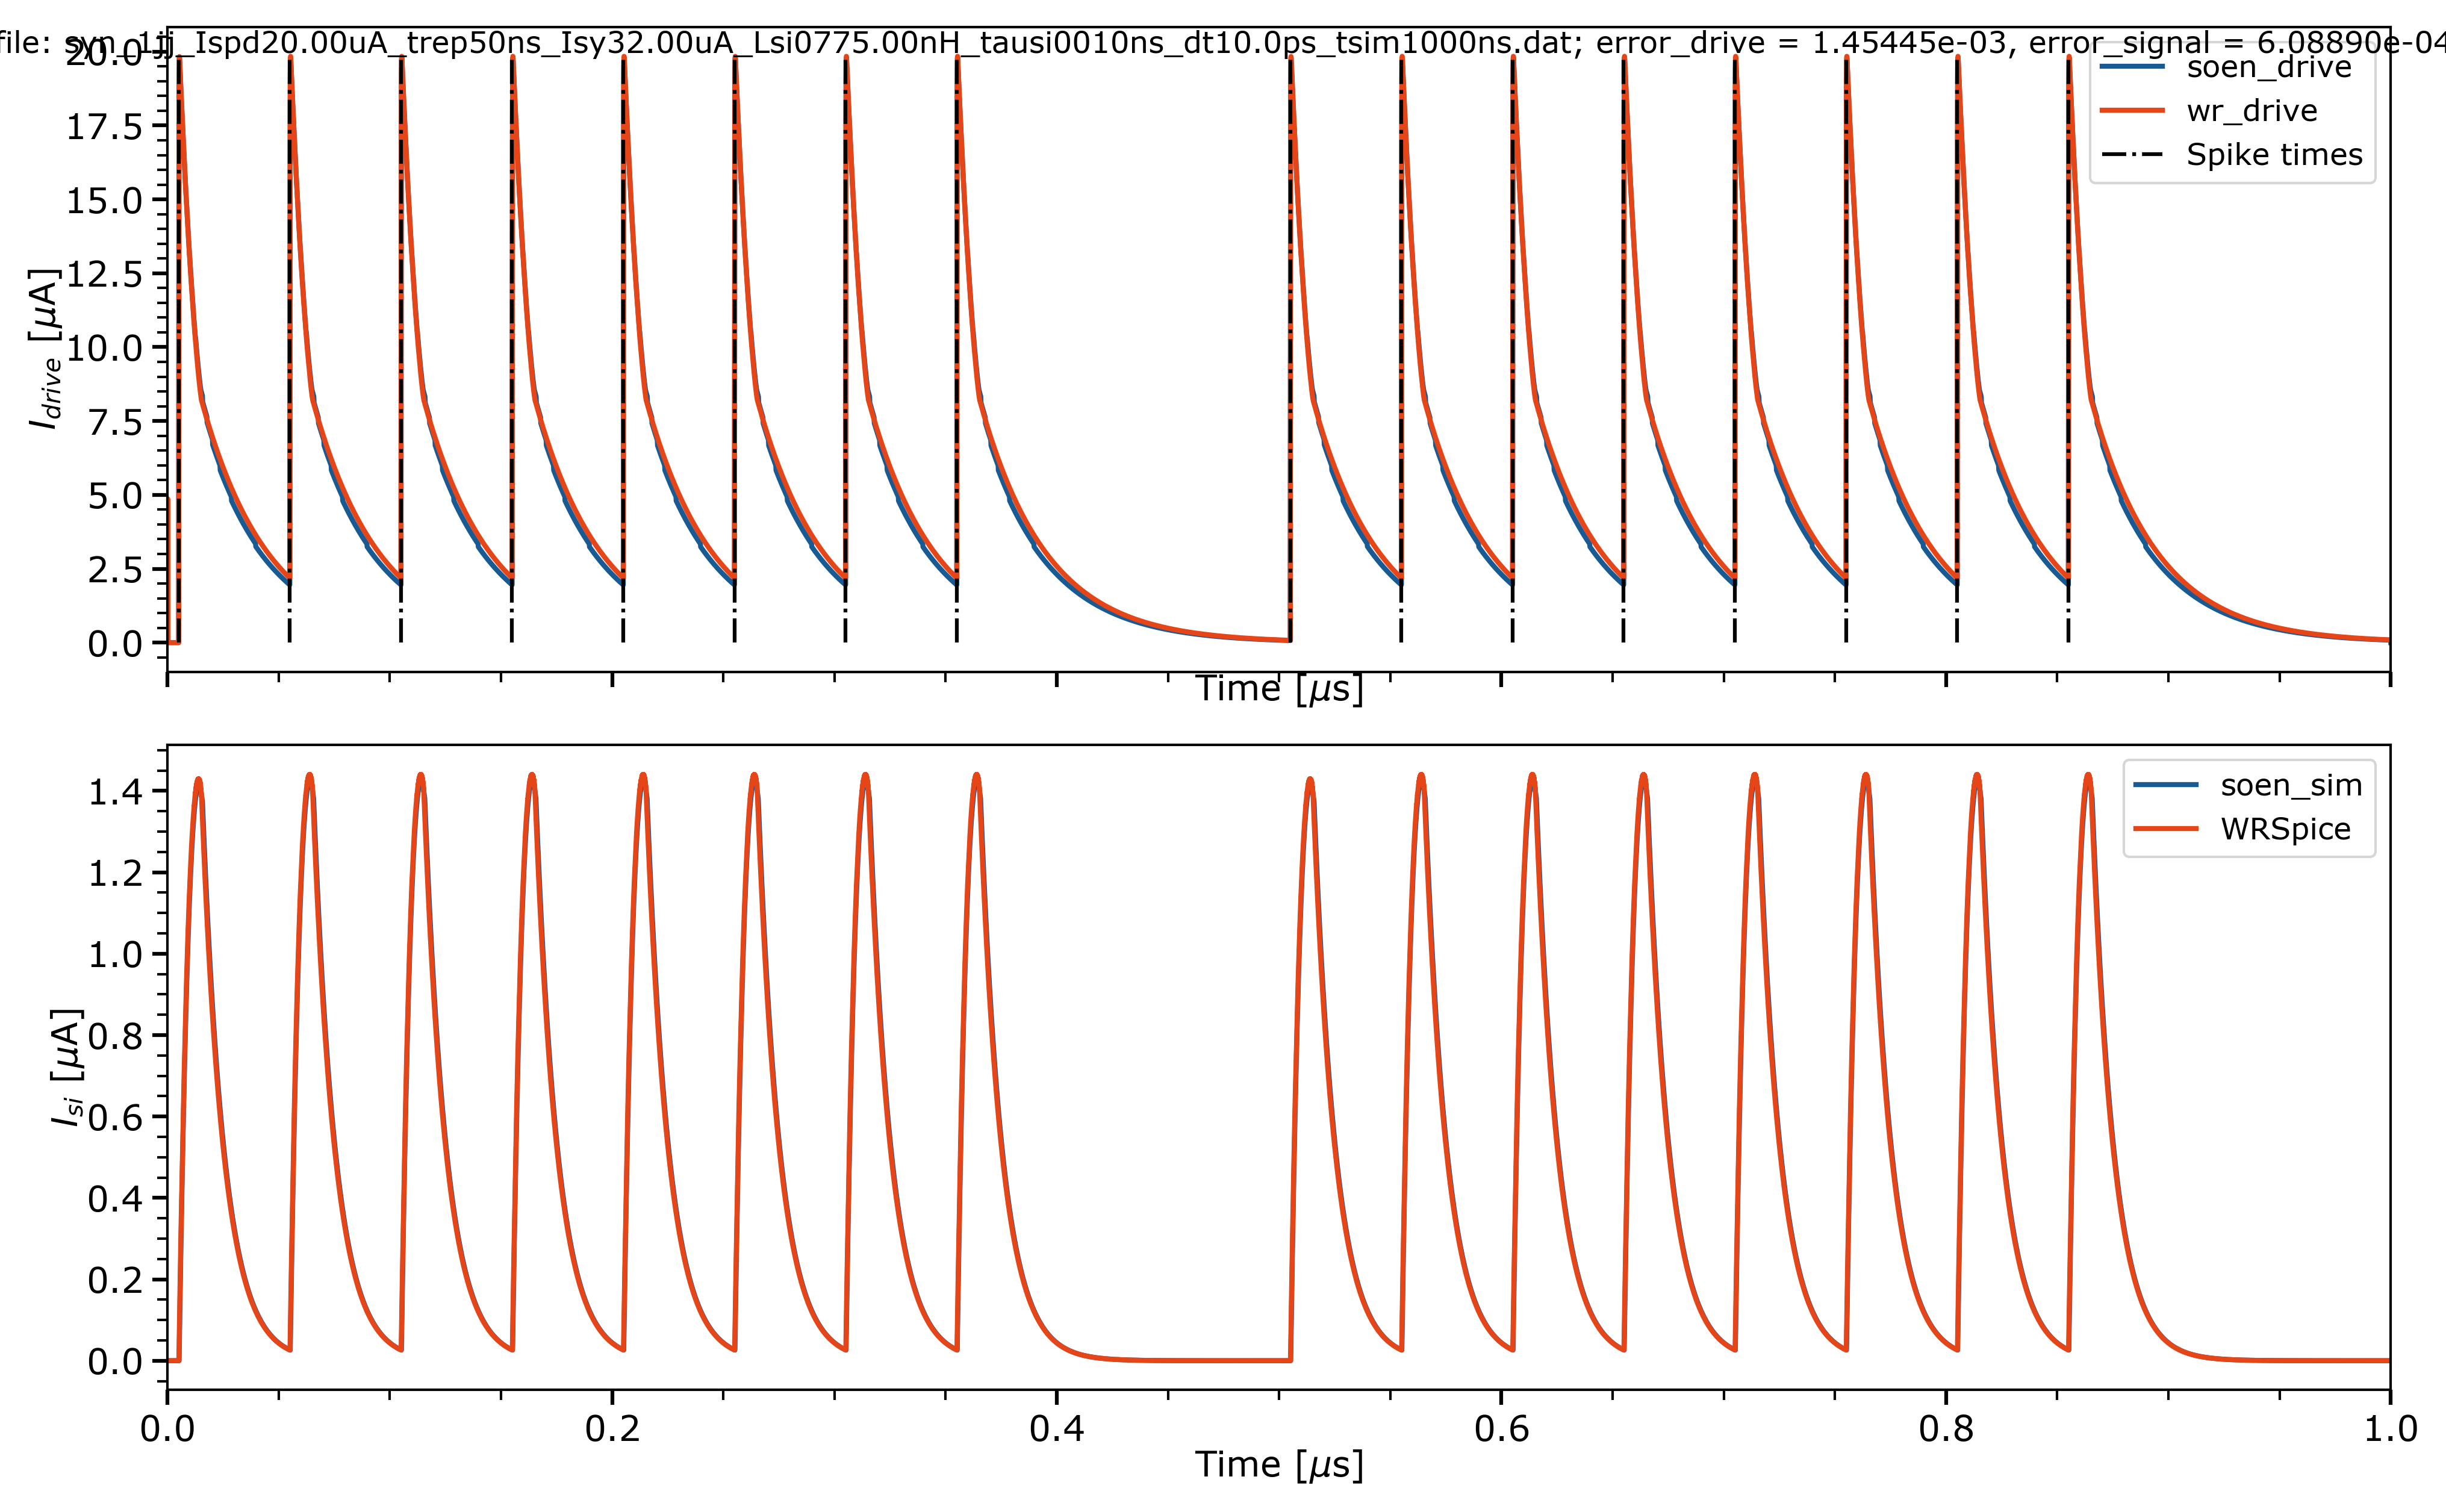 file: syn_1jj_Ispd20.00uA_trep50ns_Isy32.00uA_Lsi0775.00nH_tausi0010ns_dt10.0ps_tsim1000ns.dat; error_drive = 1.45445e-03, error_signal = 6.08890e-04
20.0
17.5
15.0
12.5
10.0
7.5
5.0
2.5
0.0
I_drive [μA]
soen_drive
wr_drive
Spike times
Time [μs]
1.4
1.2
1.0
0.8
0.6
0.4
0.2
0.0
I_si [μA]
soen_sim
WRSpice
0.0 0.2 0.4 0.6 0.8 1.0
Time [μs]